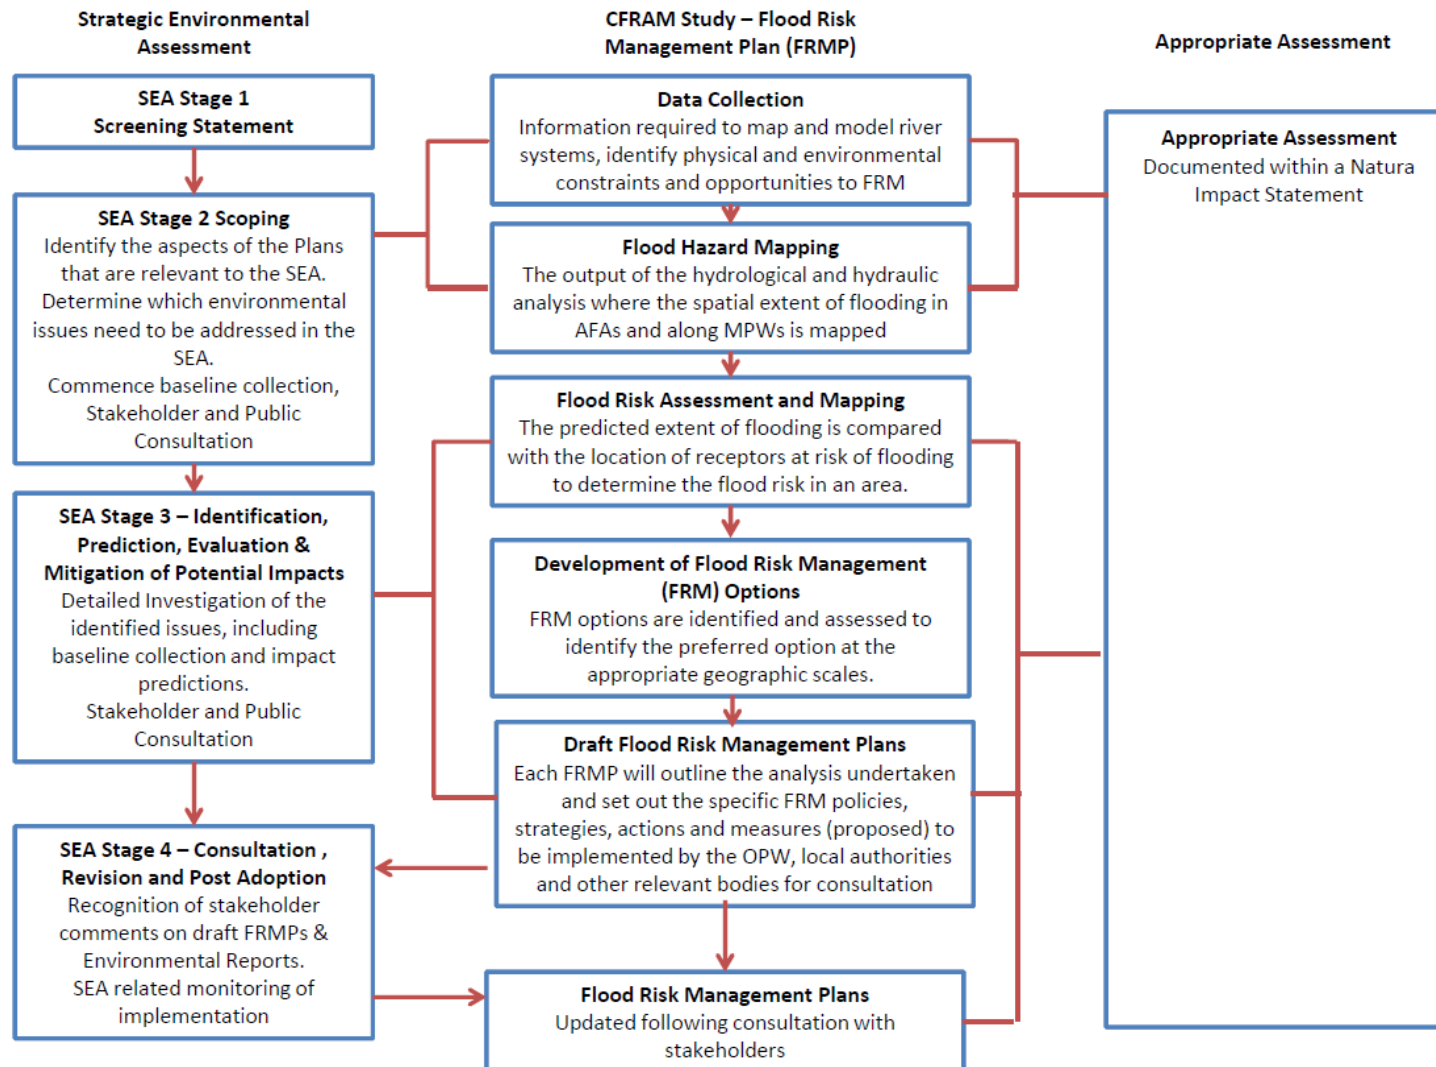 Strategic Environmental
Assessment
SEA Stage 1
Screening Statement
SEA Stage 2 Scoping
Identify the aspects of the Plans
that are relevant to the SEA.
Determine which environmental
issues need to be addressed in the
SEA.
Commence baseline collection,
Stakeholder and Public
Consultation
SEA Stage 3 – Identification,
Prediction, Evaluation &
Mitigation of Potential Impacts
Detailed Investigation of the
identified issues, including
baseline collection and impact
predictions.
Stakeholder and Public
Consultation
SEA Stage 4 – Consultation ,
Revision and Post Adoption
Recognition of stakeholder
comments on draft FRMPs &
Environmental Reports.
SEA related monitoring of
implementation
CFRAM Study – Flood Risk
Management Plan (FRMP)
Data Collection
Information required to map and model river
systems, identify physical and environmental
constraints and opportunities to FRM
Flood Hazard Mapping
The output of the hydrological and hydraulic
analysis where the spatial extent of flooding in
AFAs and along MPWs is mapped
Flood Risk Assessment and Mapping
The predicted extent of flooding is compared
with the location of receptors at risk of flooding
to determine the flood risk in an area.
Development of Flood Risk Management
(FRM) Options
FRM options are identified and assessed to
identify the preferred option at the
appropriate geographic scales.
Draft Flood Risk Management Plans
Each FRMP will outline the analysis undertaken
and set out the specific FRM policies,
strategies, actions and measures (proposed) to
be implemented by the OPW, local authorities
and other relevant bodies for consultation
Flood Risk Management Plans
Updated following consultation with
stakeholders
Appropriate Assessment
Appropriate Assessment
Documented within a Natura
Impact Statement